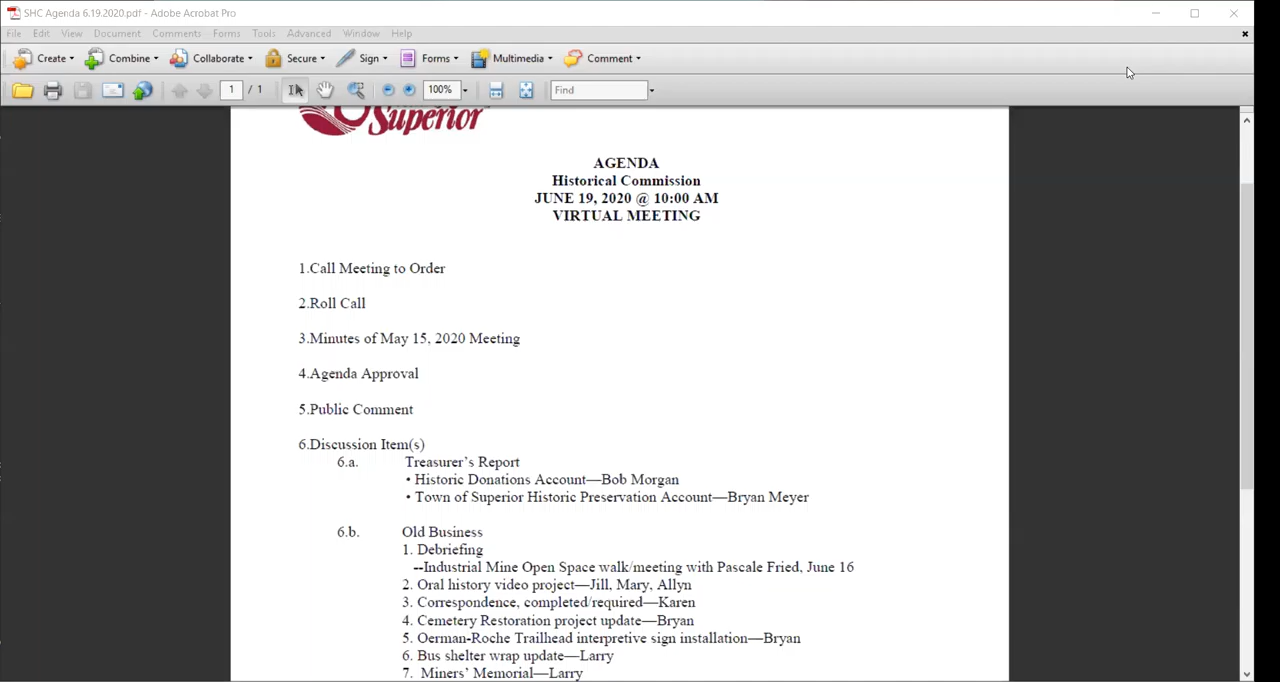 SHC Agenda 6.19.2020.pdf - Adobe Acrobat Pro
File Edit View Document Comments Forms Tools Advanced Window Help
Create Combine Collaborate Secure Sign Forms Multimedia Comment
1 / 1 100% Find
Superior
AGENDA
Historical Commission
JUNE 19, 2020 @ 10:00 AM
VIRTUAL MEETING
1.Call Meeting to Order
2.Roll Call
3.Minutes of May 15, 2020 Meeting
4.Agenda Approval
5.Public Comment
6.Discussion Item(s)
6.a. Treasurer's Report
• Historic Donations Account—Bob Morgan
• Town of Superior Historic Preservation Account—Bryan Meyer
6.b. Old Business
1. Debriefing
--Industrial Mine Open Space walk/meeting with Pascale Fried, June 16
2. Oral history video project—Jill, Mary, Allyn
3. Correspondence, completed/required—Karen
4. Cemetery Restoration project update—Bryan
5. Oerman-Roche Trailhead interpretive sign installation—Bryan
6. Bus shelter wrap update—Larry
7. Miners' Memorial—Larry